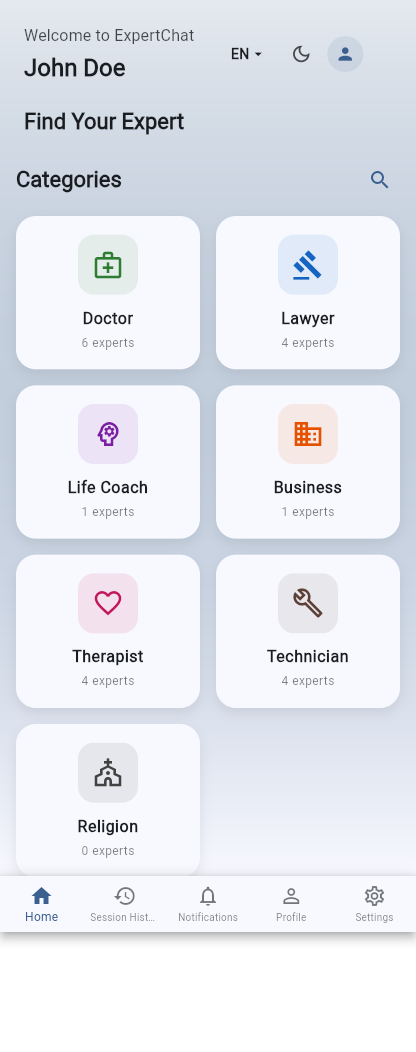 Welcome to ExpertChat
John Doe
EN
Find Your Expert
Categories
Doctor
6 experts
Lawyer
4 experts
Life Coach
1 experts
Business
1 experts
Therapist
4 experts
Technician
4 experts
Religion
0 experts
Home
Session Hist...
Notifications
Profile
Settings